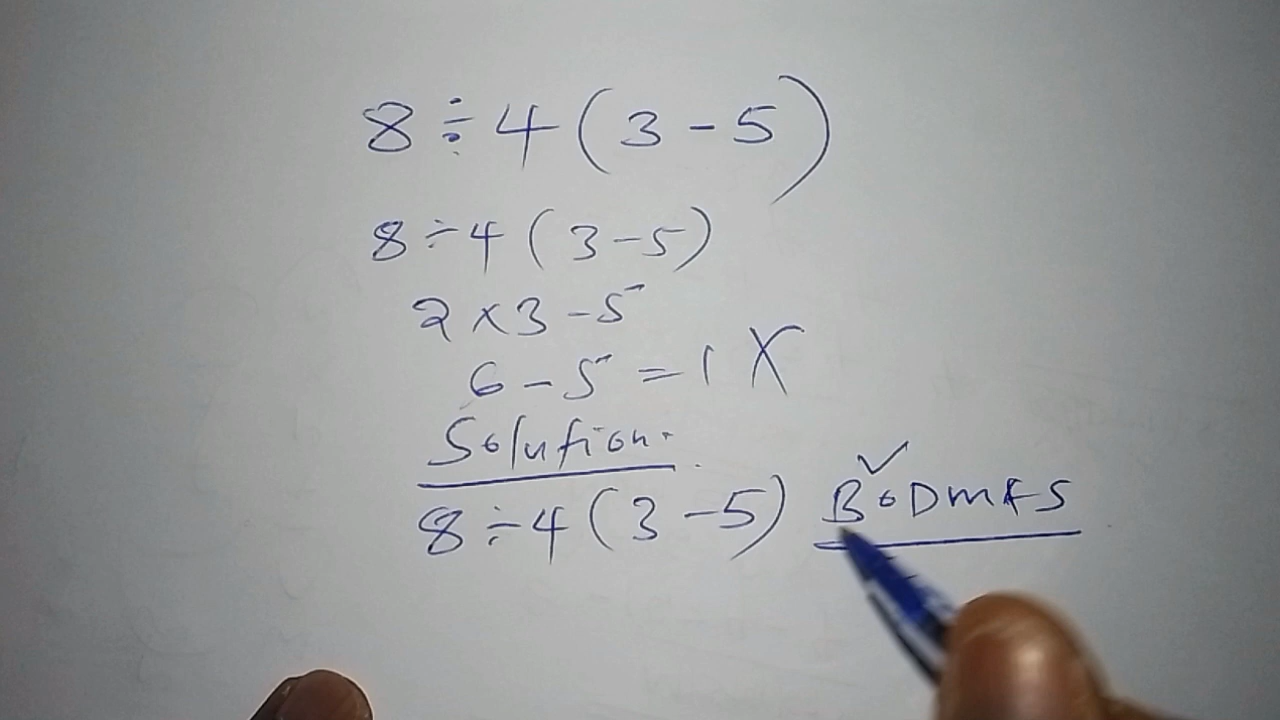 8 ÷ 4 ( 3 - 5 )
8 ÷ 4 ( 3 - 5 )
2 × 3 - 5
6 - 5 = 1 X
Solution.
8 ÷ 4 ( 3 - 5 ) BODMAS ✓